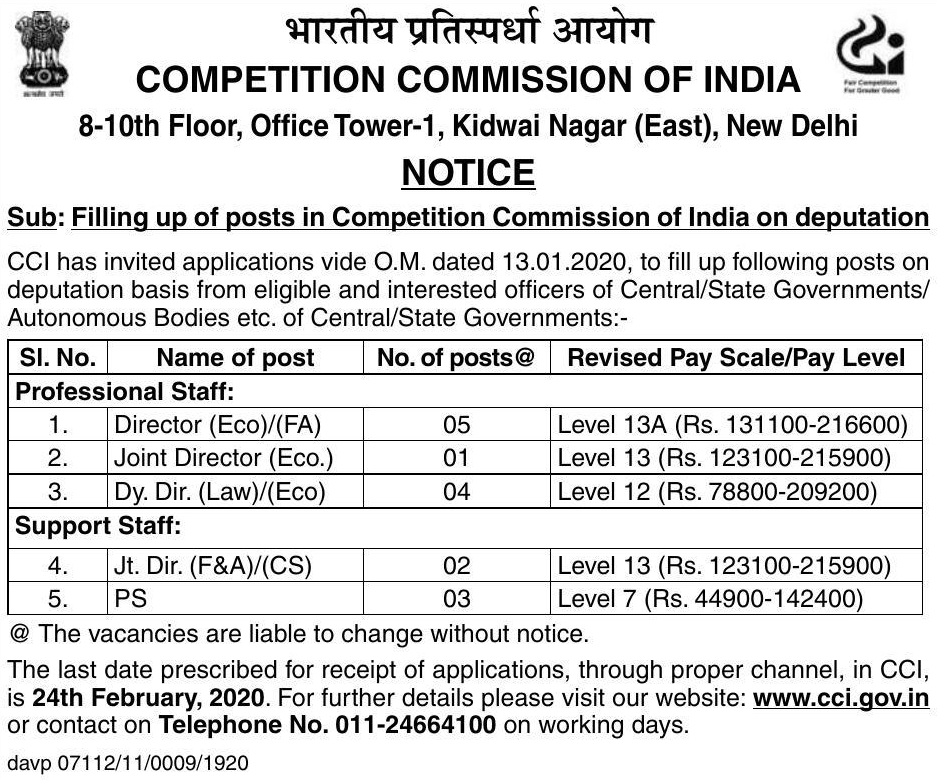 भारतीय प्रतिस्पर्धा आयोग
COMPETITION COMMISSION OF INDIA
Fair Competition
For Greater Good
8-10th Floor, Office Tower-1, Kidwai Nagar (East), New Delhi
NOTICE
Sub: Filling up of posts in Competition Commission of India on deputation
CCI has invited applications vide O.M. dated 13.01.2020, to fill up following posts on
deputation basis from eligible and interested officers of Central/State Governments/
Autonomous Bodies etc. of Central/State Governments:-
Sl. No. Name of post No. of posts@ Revised Pay Scale/Pay Level
Professional Staff:
1. Director (Eco)/(FA) 05 Level 13A (Rs. 131100-216600)
2. Joint Director (Eco.) 01 Level 13 (Rs. 123100-215900)
3. Dy. Dir. (Law)/(Eco) 04 Level 12 (Rs. 78800-209200)
Support Staff:
4. Jt. Dir. (F&A)/(CS) 02 Level 13 (Rs. 123100-215900)
5. PS 03 Level 7 (Rs. 44900-142400)
@ The vacancies are liable to change without notice.
The last date prescribed for receipt of applications, through proper channel, in CCI,
is 24th February, 2020. For further details please visit our website: www.cci.gov.in
or contact on Telephone No. 011-24664100 on working days.
davp 07112/11/0009/1920